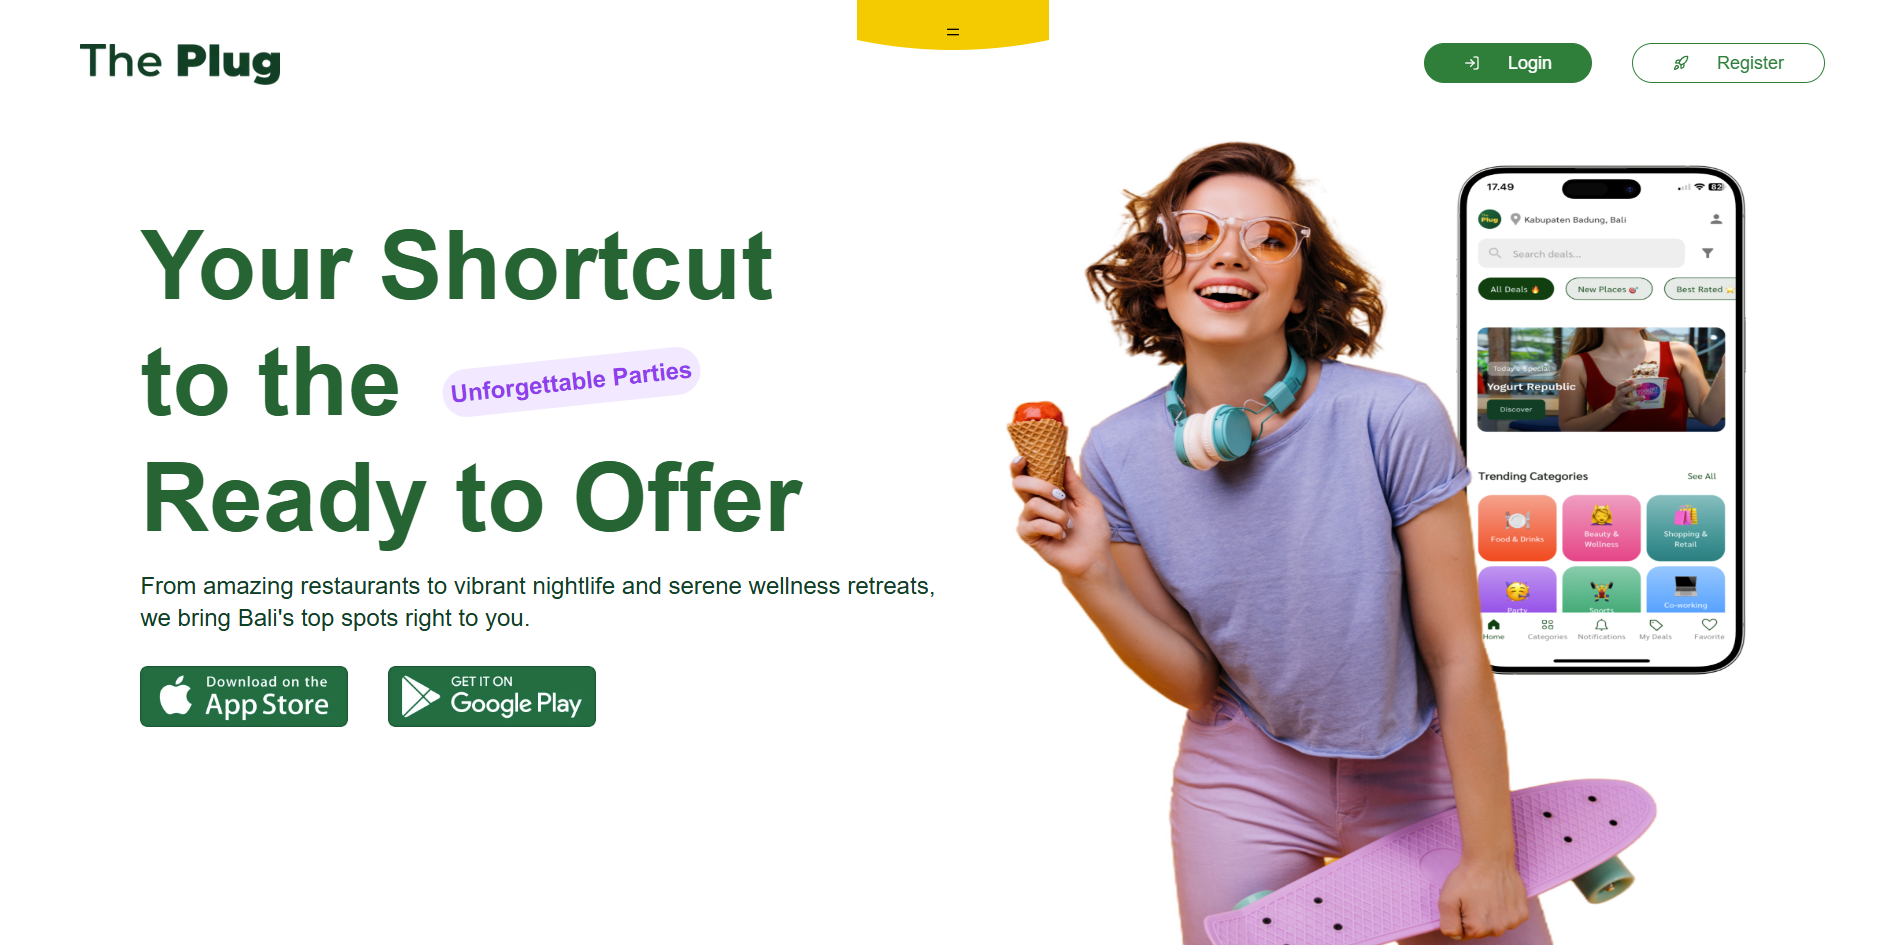 The Plug
Login
Register
Your Shortcut
to the
Unforgettable Parties
Ready to Offer
From amazing restaurants to vibrant nightlife and serene wellness retreats,
we bring Bali's top spots right to you.
Download on the
App Store
GET IT ON
Google Play
17.49
82
The Plug
Kabupaten Badung, Bali
Search deals...
All Deals 🔥
New Places 🎯
Best Rated ⭐
Today's Special
Yogurt Republic
Discover
Trending Categories
See All
Food & Drinks
Beauty &
Wellness
Shopping &
Retail
Party
Sports
Co-working
Home
Categories
Notifications
My Deals
Favorite